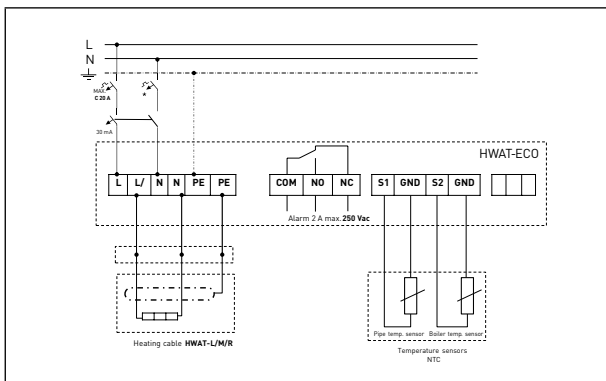 L
N
MAX.
C 20 A
*
30 mA
HWAT-ECO
L L/ N N PE PE
COM NO NC
S1 GND S2 GND
Alarm 2 A max. 250 Vac
Pipe temp. sensor Boiler temp. sensor
Heating cable HWAT-L/M/R
Temperature sensors
NTC